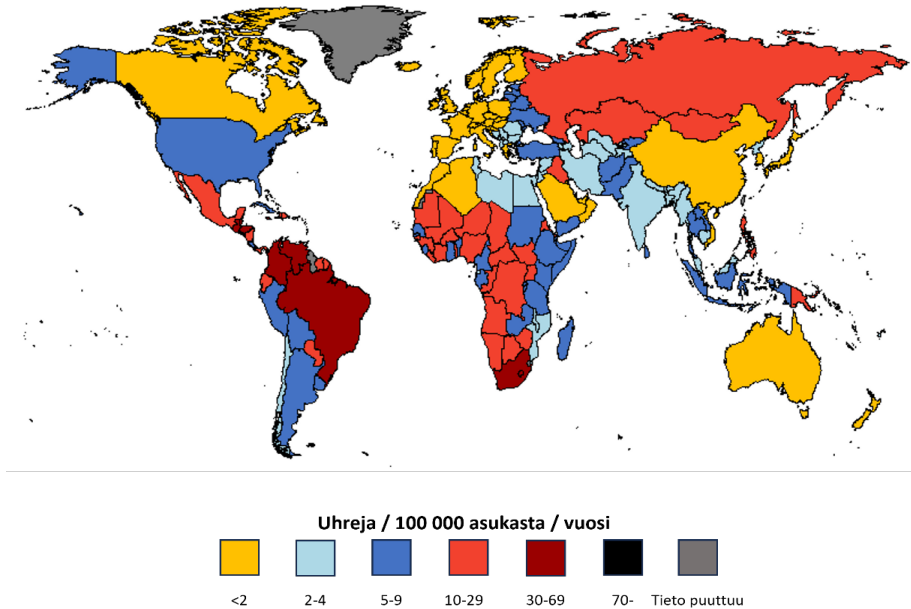 Uhreja / 100 000 asukasta / vuosi
<2 2-4 5-9 10-29 30-69 70- Tieto puuttuu